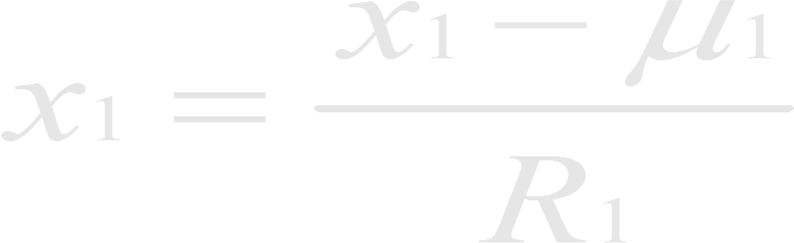 x₁ = (x₁ − μ₁) / R₁